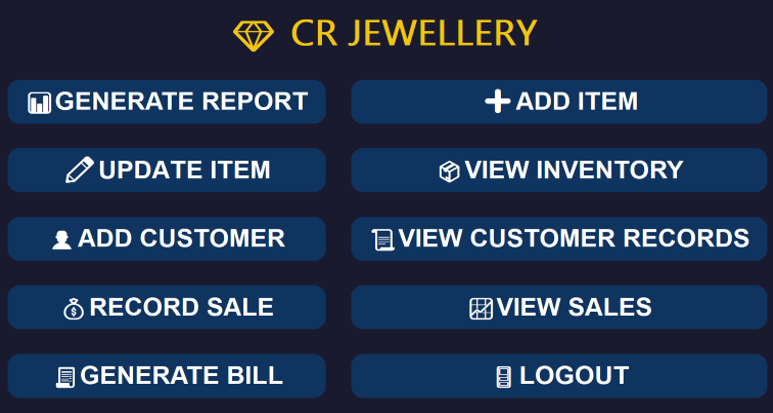 CR JEWELLERY
GENERATE REPORT
ADD ITEM
UPDATE ITEM
VIEW INVENTORY
ADD CUSTOMER
VIEW CUSTOMER RECORDS
RECORD SALE
VIEW SALES
GENERATE BILL
LOGOUT